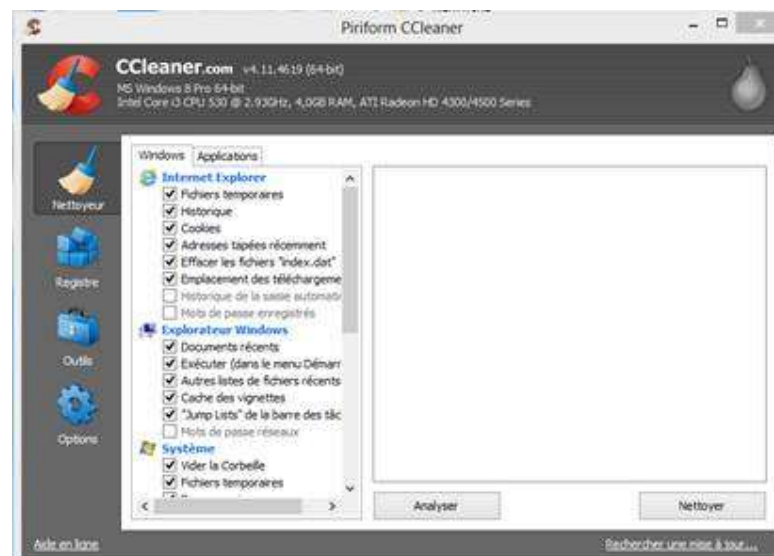 Piriform CCleaner
CCleaner.com v4.11.4619 (64-bit)
MS Windows 8 Pro 64-bit
Intel Core i3 CPU 530 @ 2.93GHz, 4,0GB RAM, ATI Radeon HD 4300/4500 Series
Nettoyeur
Registre
Outils
Options
Windows Applications
Internet Explorer
Fichiers temporaires
Historique
Cookies
Adresses tapées récemment
Effacer les fichiers "index.dat"
Emplacement des téléchargeme
Historique de la saisie automati
Mots de passe enregistrés
Explorateur Windows
Documents récents
Exécuter (dans le menu Démarr
Autres listes de fichiers récents
Cache des vignettes
"Jump Lists" de la barre des tâc
Mots de passe réseaux
Système
Vider la Corbeille
Fichiers temporaires
Analyser
Nettoyer
Aide en ligne
Rechercher une mise à jour...